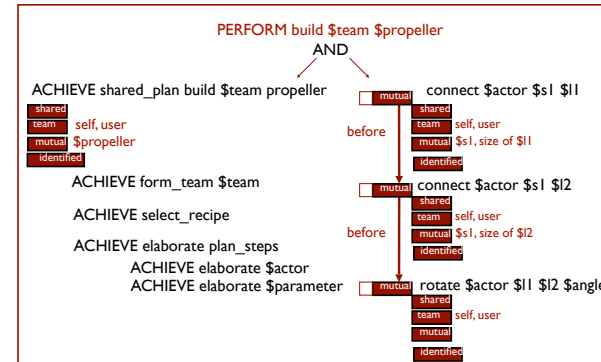 PERFORM build $team $propeller
AND
ACHIEVE shared_plan build $team propeller
shared
team self, user
mutual $propeller
identified
ACHIEVE form_team $team
ACHIEVE select_recipe
ACHIEVE elaborate plan_steps
ACHIEVE elaborate $actor
ACHIEVE elaborate $parameter
mutual connect $actor $s1 $l1
shared
team self, user
mutual $s1, size of $l1
identified
before
mutual connect $actor $s1 $l2
shared
team self, user
mutual $s1, size of $l2
identified
before
mutual rotate $actor $l1 $l2 $angle
shared
team self, user
mutual
identified